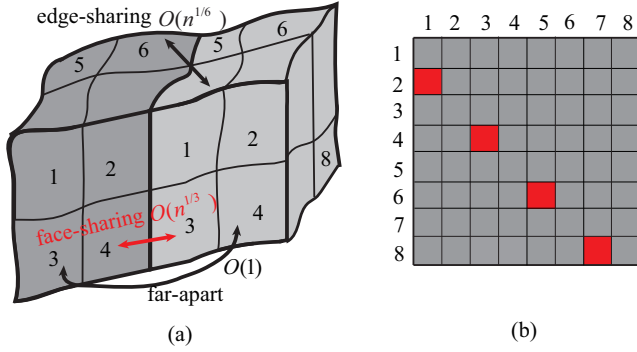 edge-sharing O(n^{1/6})
5 6 5 6
1 2 1 2
8
face-sharing O(n^{1/3})
3 4 3 4
O(1)
far-apart
(a)
1 2 3 4 5 6 7 8
1
2
3
4
5
6
7
8
(b)